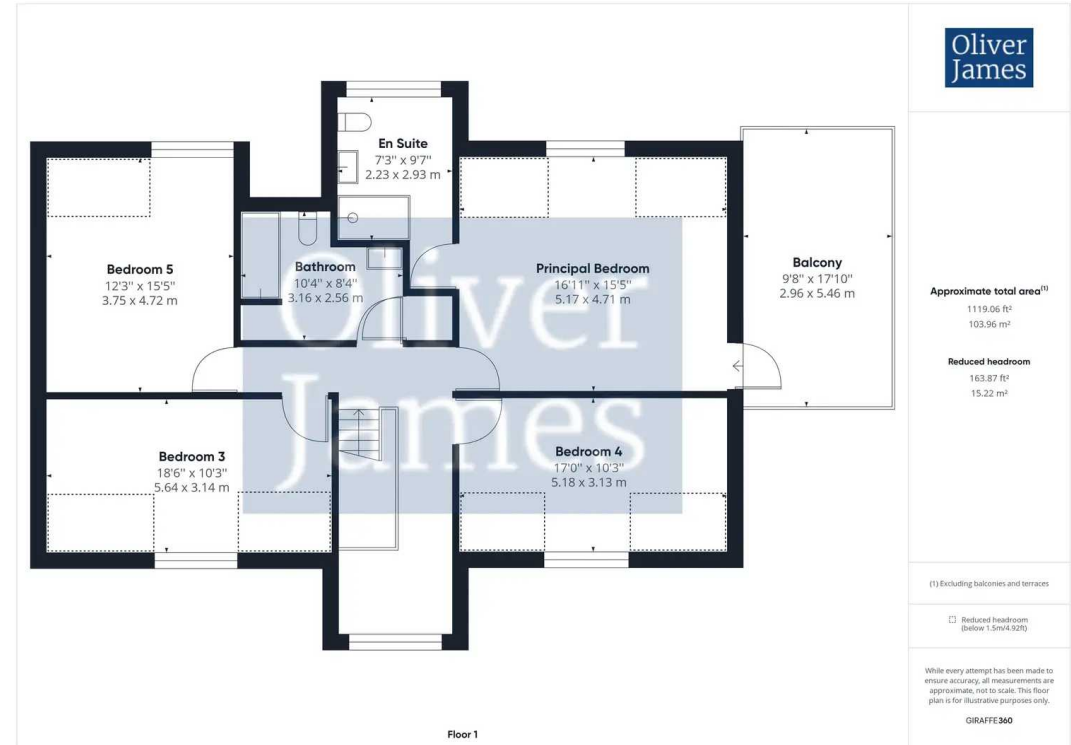 Oliver
James
En Suite
7'3" x 9'7"
2.23 x 2.93 m
Bedroom 5
12'3" x 15'5"
3.75 x 4.72 m
Bathroom
10'4" x 8'4"
3.16 x 2.56 m
Principal Bedroom
16'11" x 15'5"
5.17 x 4.71 m
Balcony
9'8" x 17'10"
2.96 x 5.46 m
Oliver
James
Bedroom 3
18'6" x 10'3"
5.64 x 3.14 m
Bedroom 4
17'0" x 10'3"
5.18 x 3.13 m
Floor 1
Approximate total area(1)
1119.06 ft²
103.96 m²
Reduced headroom
163.87 ft²
15.22 m²
(1) Excluding balconies and terraces
Reduced headroom
(below 1.5m/4.92ft)
While every attempt has been made to
ensure accuracy, all measurements are
approximate, not to scale. This floor
plan is for illustrative purposes only.
GIRAFFE360